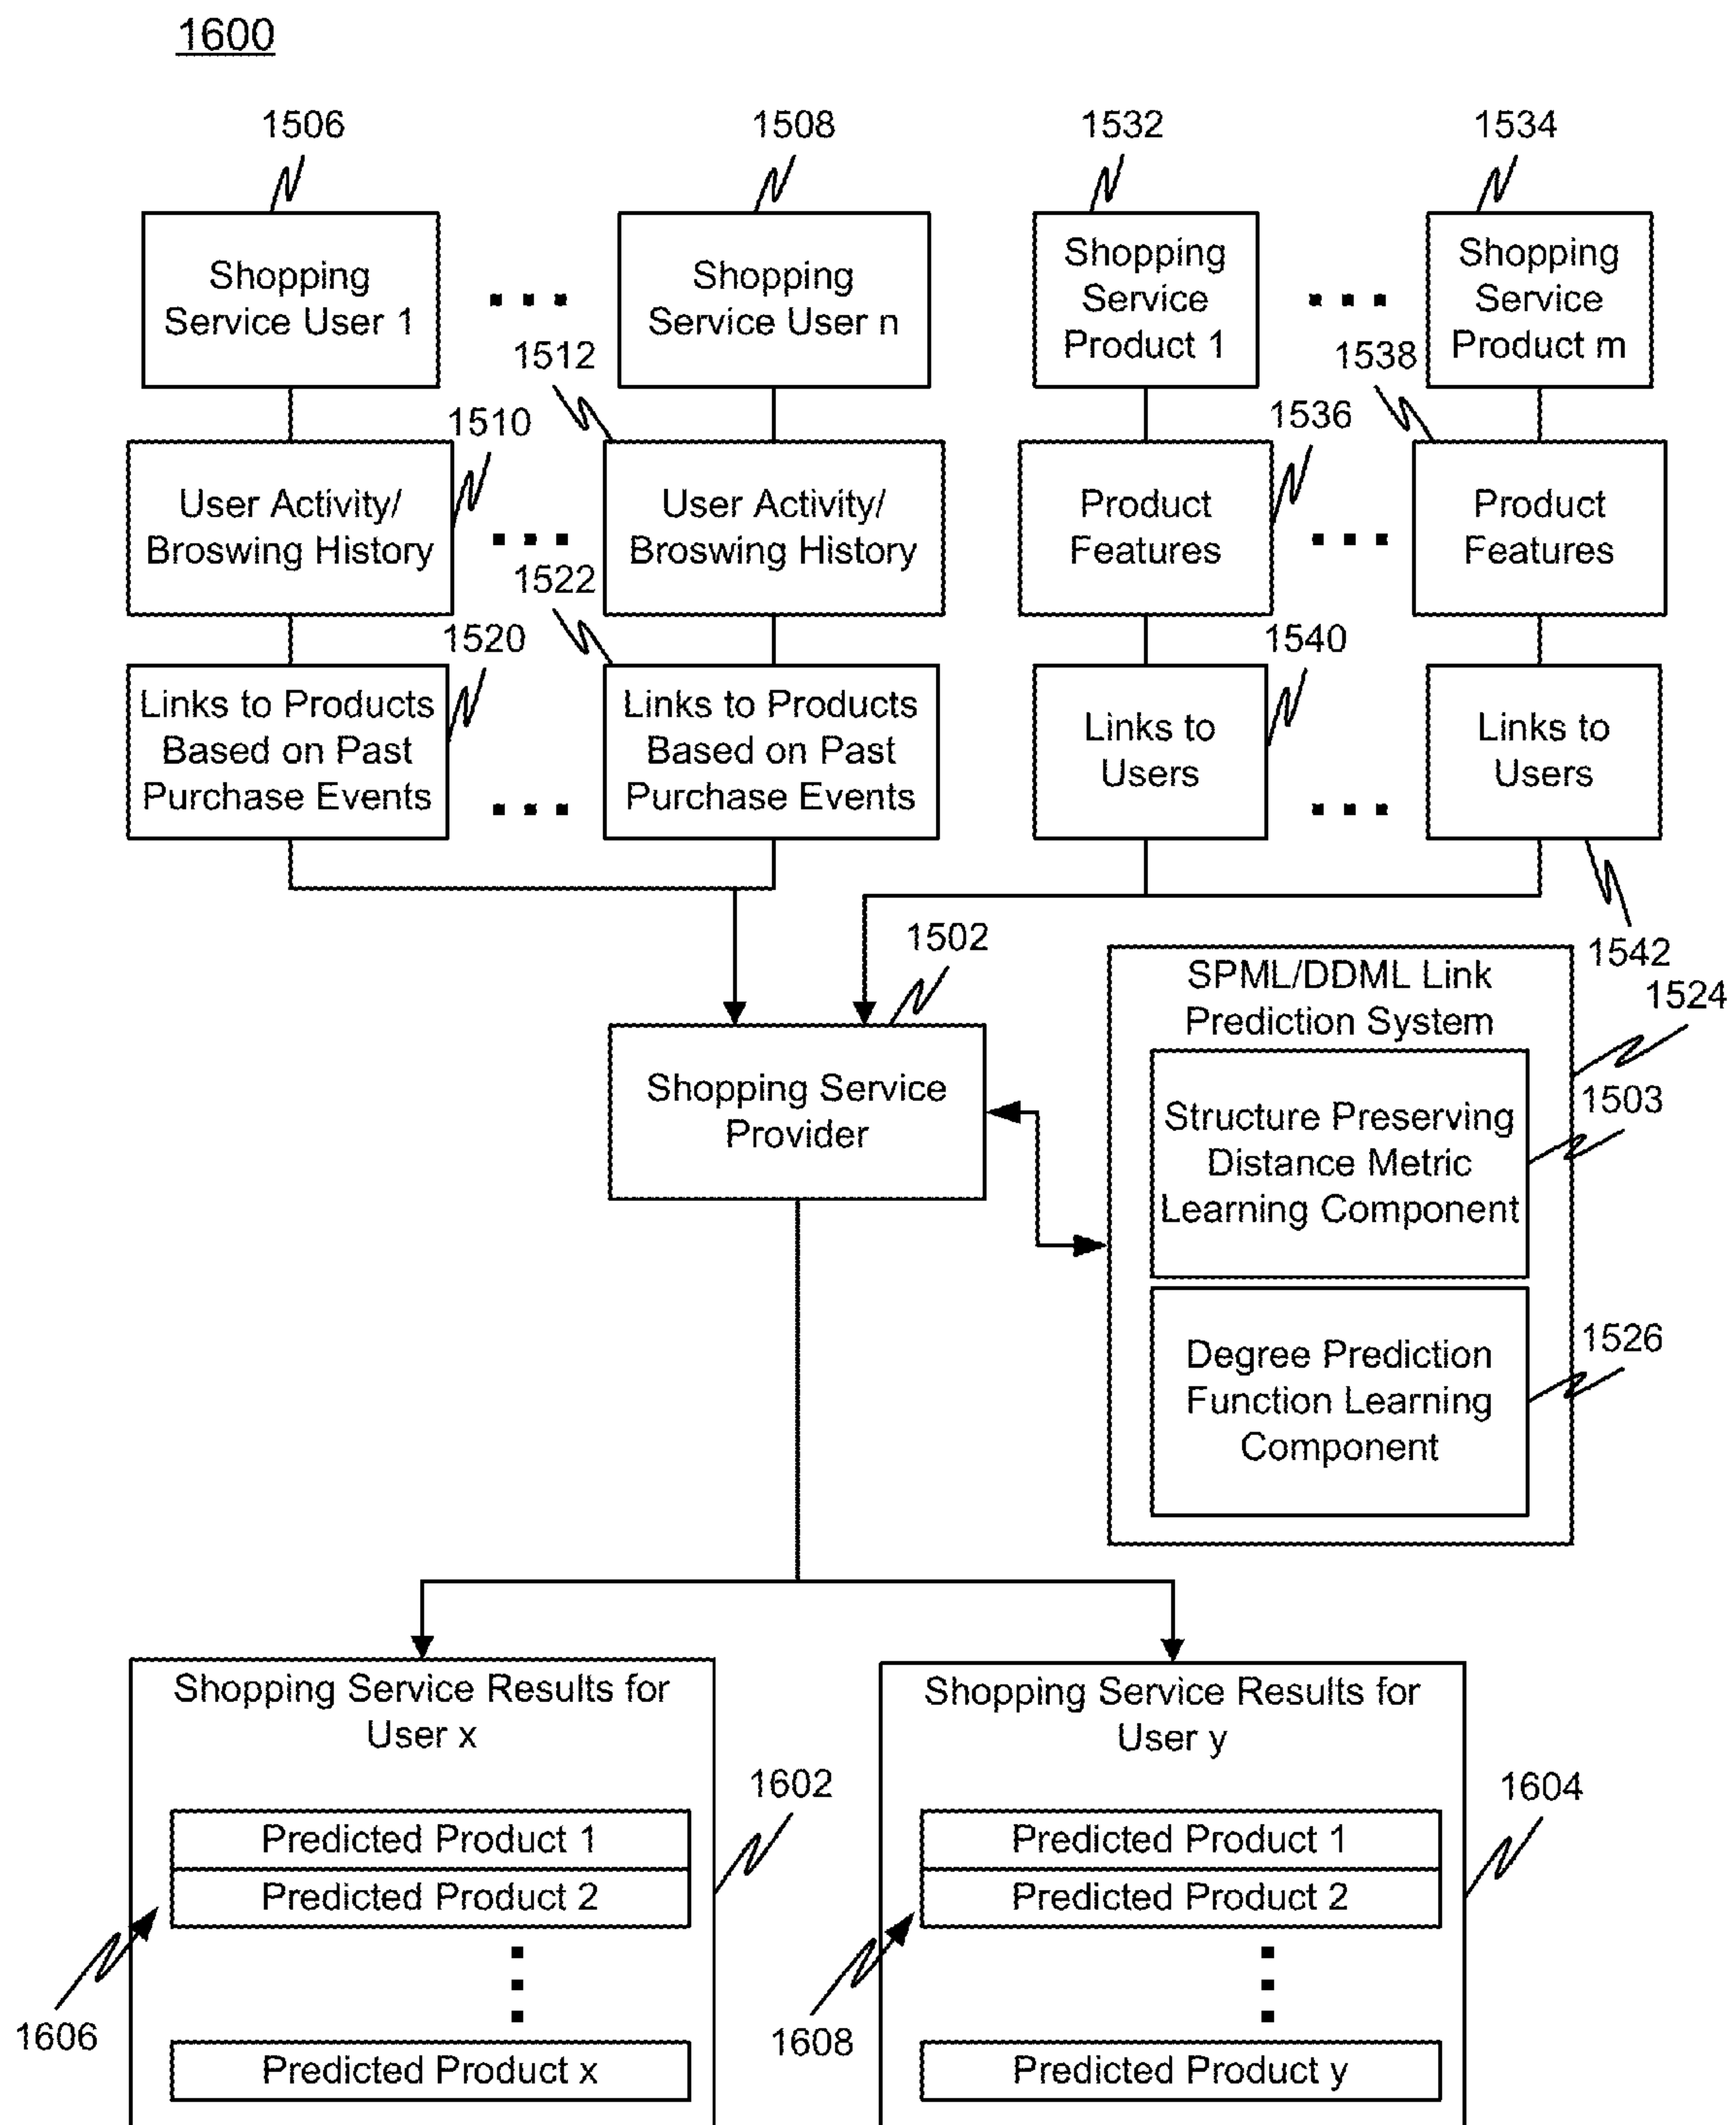 1600
1506
1508
1532
1534
Shopping
Service User 1
Shopping
Service User n
Shopping
Service
Product 1
Shopping
Service
Product m
1512
1538
1510
1536
User Activity/
Broswing History
User Activity/
Broswing History
Product
Features
Product
Features
1522
1520
1540
Links to Products
Based on Past
Purchase Events
Links to Products
Based on Past
Purchase Events
Links to
Users
Links to
Users
1502
1542
1524
SPML/DDML Link
Prediction System
Shopping Service
Provider
1503
Structure Preserving
Distance Metric
Learning Component
1526
Degree Prediction
Function Learning
Component
Shopping Service Results for
User x
Shopping Service Results for
User y
1602
1604
Predicted Product 1
Predicted Product 2
Predicted Product 1
Predicted Product 2
1606
1608
Predicted Product x
Predicted Product y